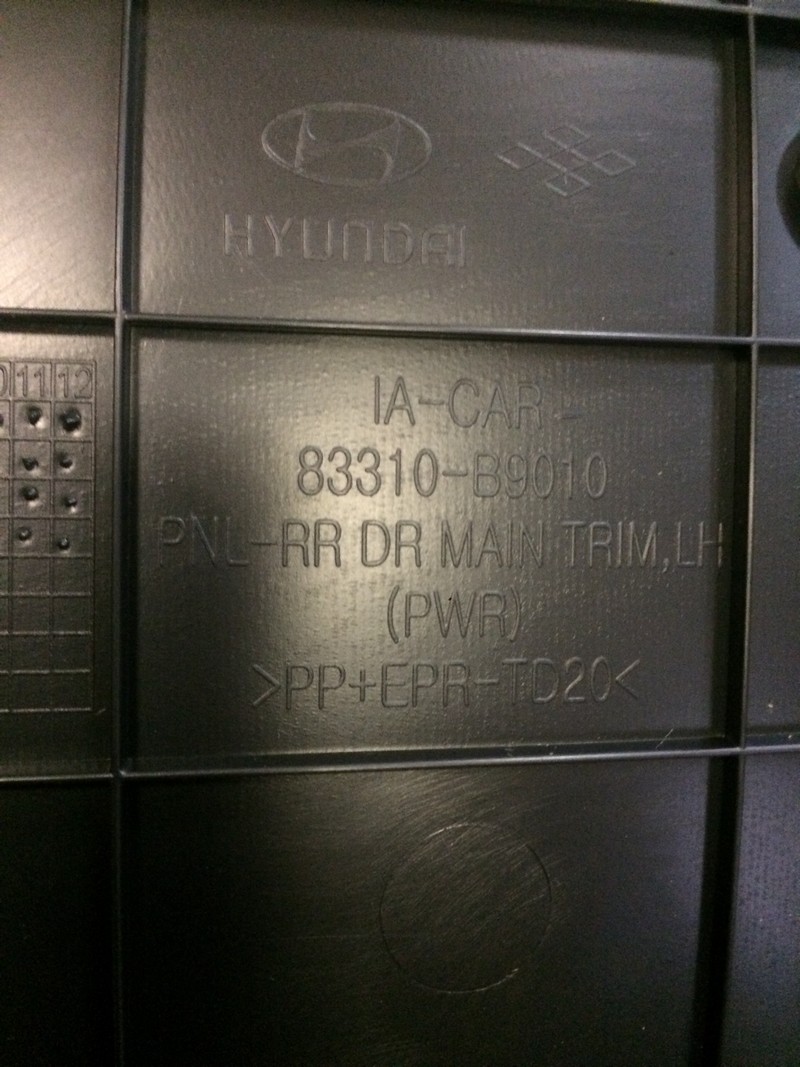 HYUNDAI
11 12
IA-CAR
83310-B9010
PNL-RR DR MAIN TRIM,LH
(PWR)
>PP+EPR-TD20<